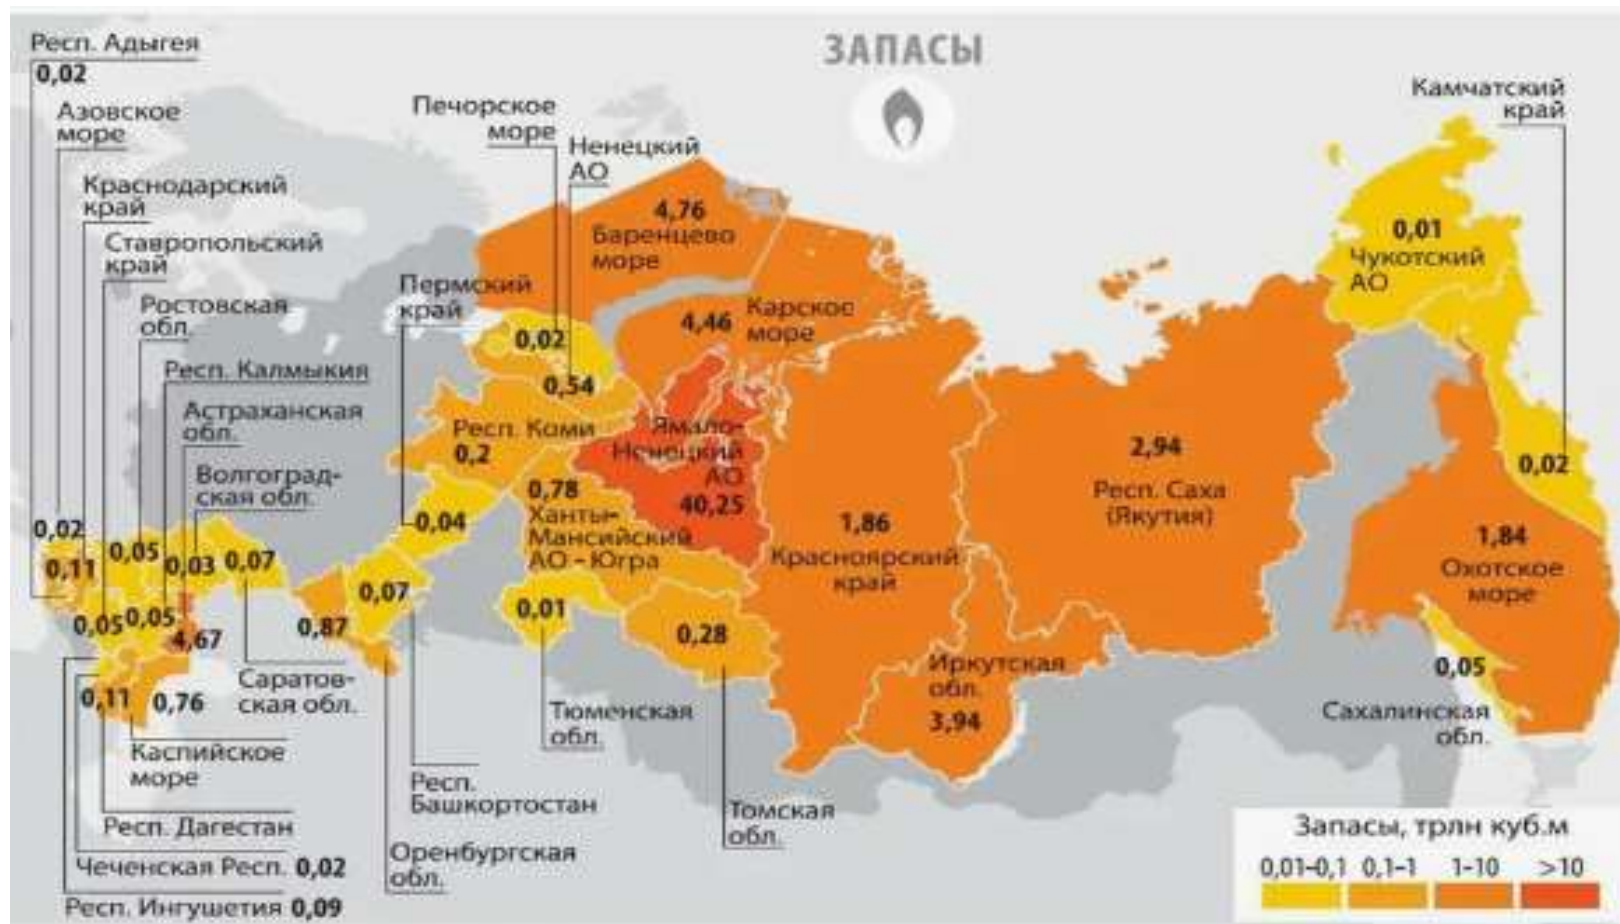 ЗАПАСЫ
Респ. Адыгея
0,02
Азовское
море
Краснодарский
край
Ставропольский
край
Ростовская
обл.
Респ. Калмыкия
Астраханская
обл.
Волгоград-
ская обл.
Печорское
море
Ненецкий
АО
Пермский
край
4,76
Баренцево
море
4,46
Карское
море
0,02
0,54
Респ. Коми
0,2
Ямало-
Ненецкий
АО
40,25
0,78
Ханты-
Мансийский
АО – Югра
0,04
Камчатский
край
0,01
Чукотский
АО
2,94
Респ. Саха
(Якутия)
1,86
Красноярский
край
0,02
1,84
Охотское
море
0,02
0,11
0,05
0,03
0,07
0,05
0,05
4,67
0,87
0,07
0,01
0,28
Иркутская
обл.
3,94
0,05
Сахалинская
обл.
0,11
0,76
Саратов-
ская обл.
Каспийское
море
Тюменская
обл.
Респ.
Башкортостан
Томская
обл.
Респ. Дагестан
Оренбургская
обл.
Чеченская Респ. 0,02
Респ. Ингушетия 0,09
Запасы, трлн куб.м
0,01–0,1 0,1–1 1–10 >10